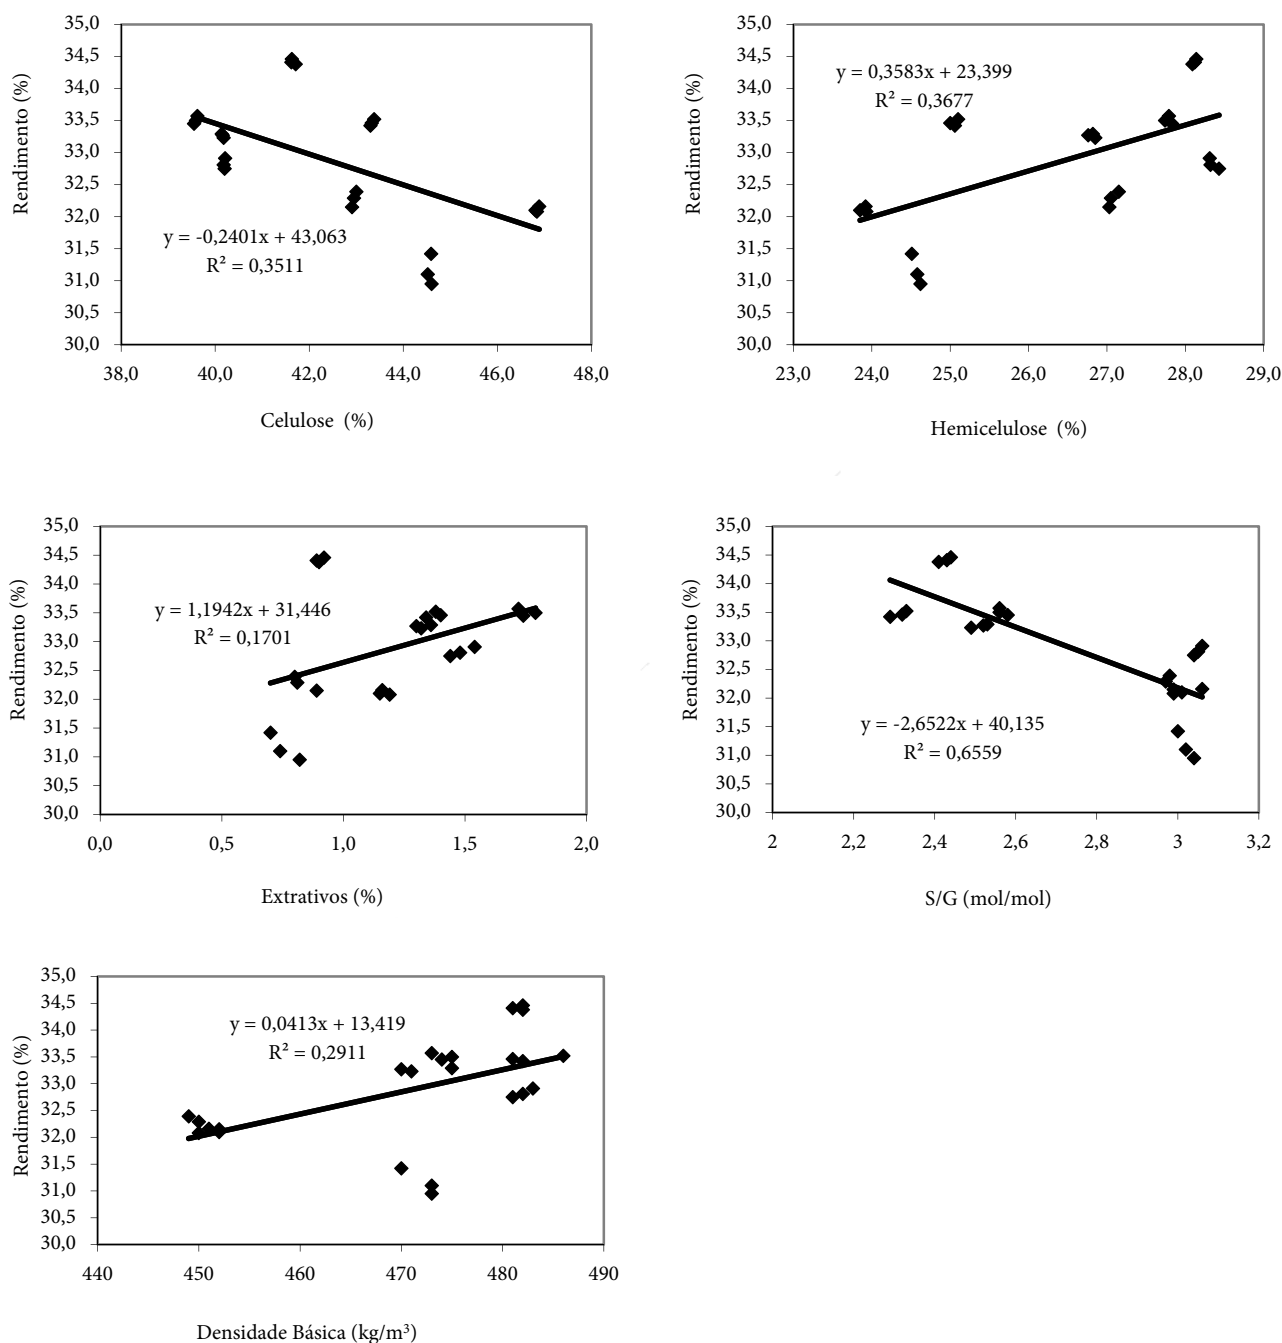 35,0
34,5
34,0
33,5
33,0
32,5
32,0
31,5
31,0
30,5
30,0
Rendimento (%)
y = -0,2401x + 43,063
R² = 0,3511
38,0 40,0 42,0 44,0 46,0 48,0
Celulose (%)
35,0
34,5
34,0
33,5
33,0
32,5
32,0
31,5
31,0
30,5
30,0
Rendimento (%)
y = 0,3583x + 23,399
R² = 0,3677
23,0 24,0 25,0 26,0 27,0 28,0 29,0
Hemicelulose (%)
35,0
34,5
34,0
33,5
33,0
32,5
32,0
31,5
31,0
30,5
30,0
Rendimento (%)
y = 1,1942x + 31,446
R² = 0,1701
0,0 0,5 1,0 1,5 2,0
Extrativos (%)
35,0
34,5
34,0
33,5
33,0
32,5
32,0
31,5
31,0
30,5
30,0
Rendimento (%)
y = -2,6522x + 40,135
R² = 0,6559
2 2,2 2,4 2,6 2,8 3 3,2
S/G (mol/mol)
35,0
34,5
34,0
33,5
33,0
32,5
32,0
31,5
31,0
30,5
30,0
Rendimento (%)
y = 0,0413x + 13,419
R² = 0,2911
440 450 460 470 480 490
Densidade Básica (kg/m³)